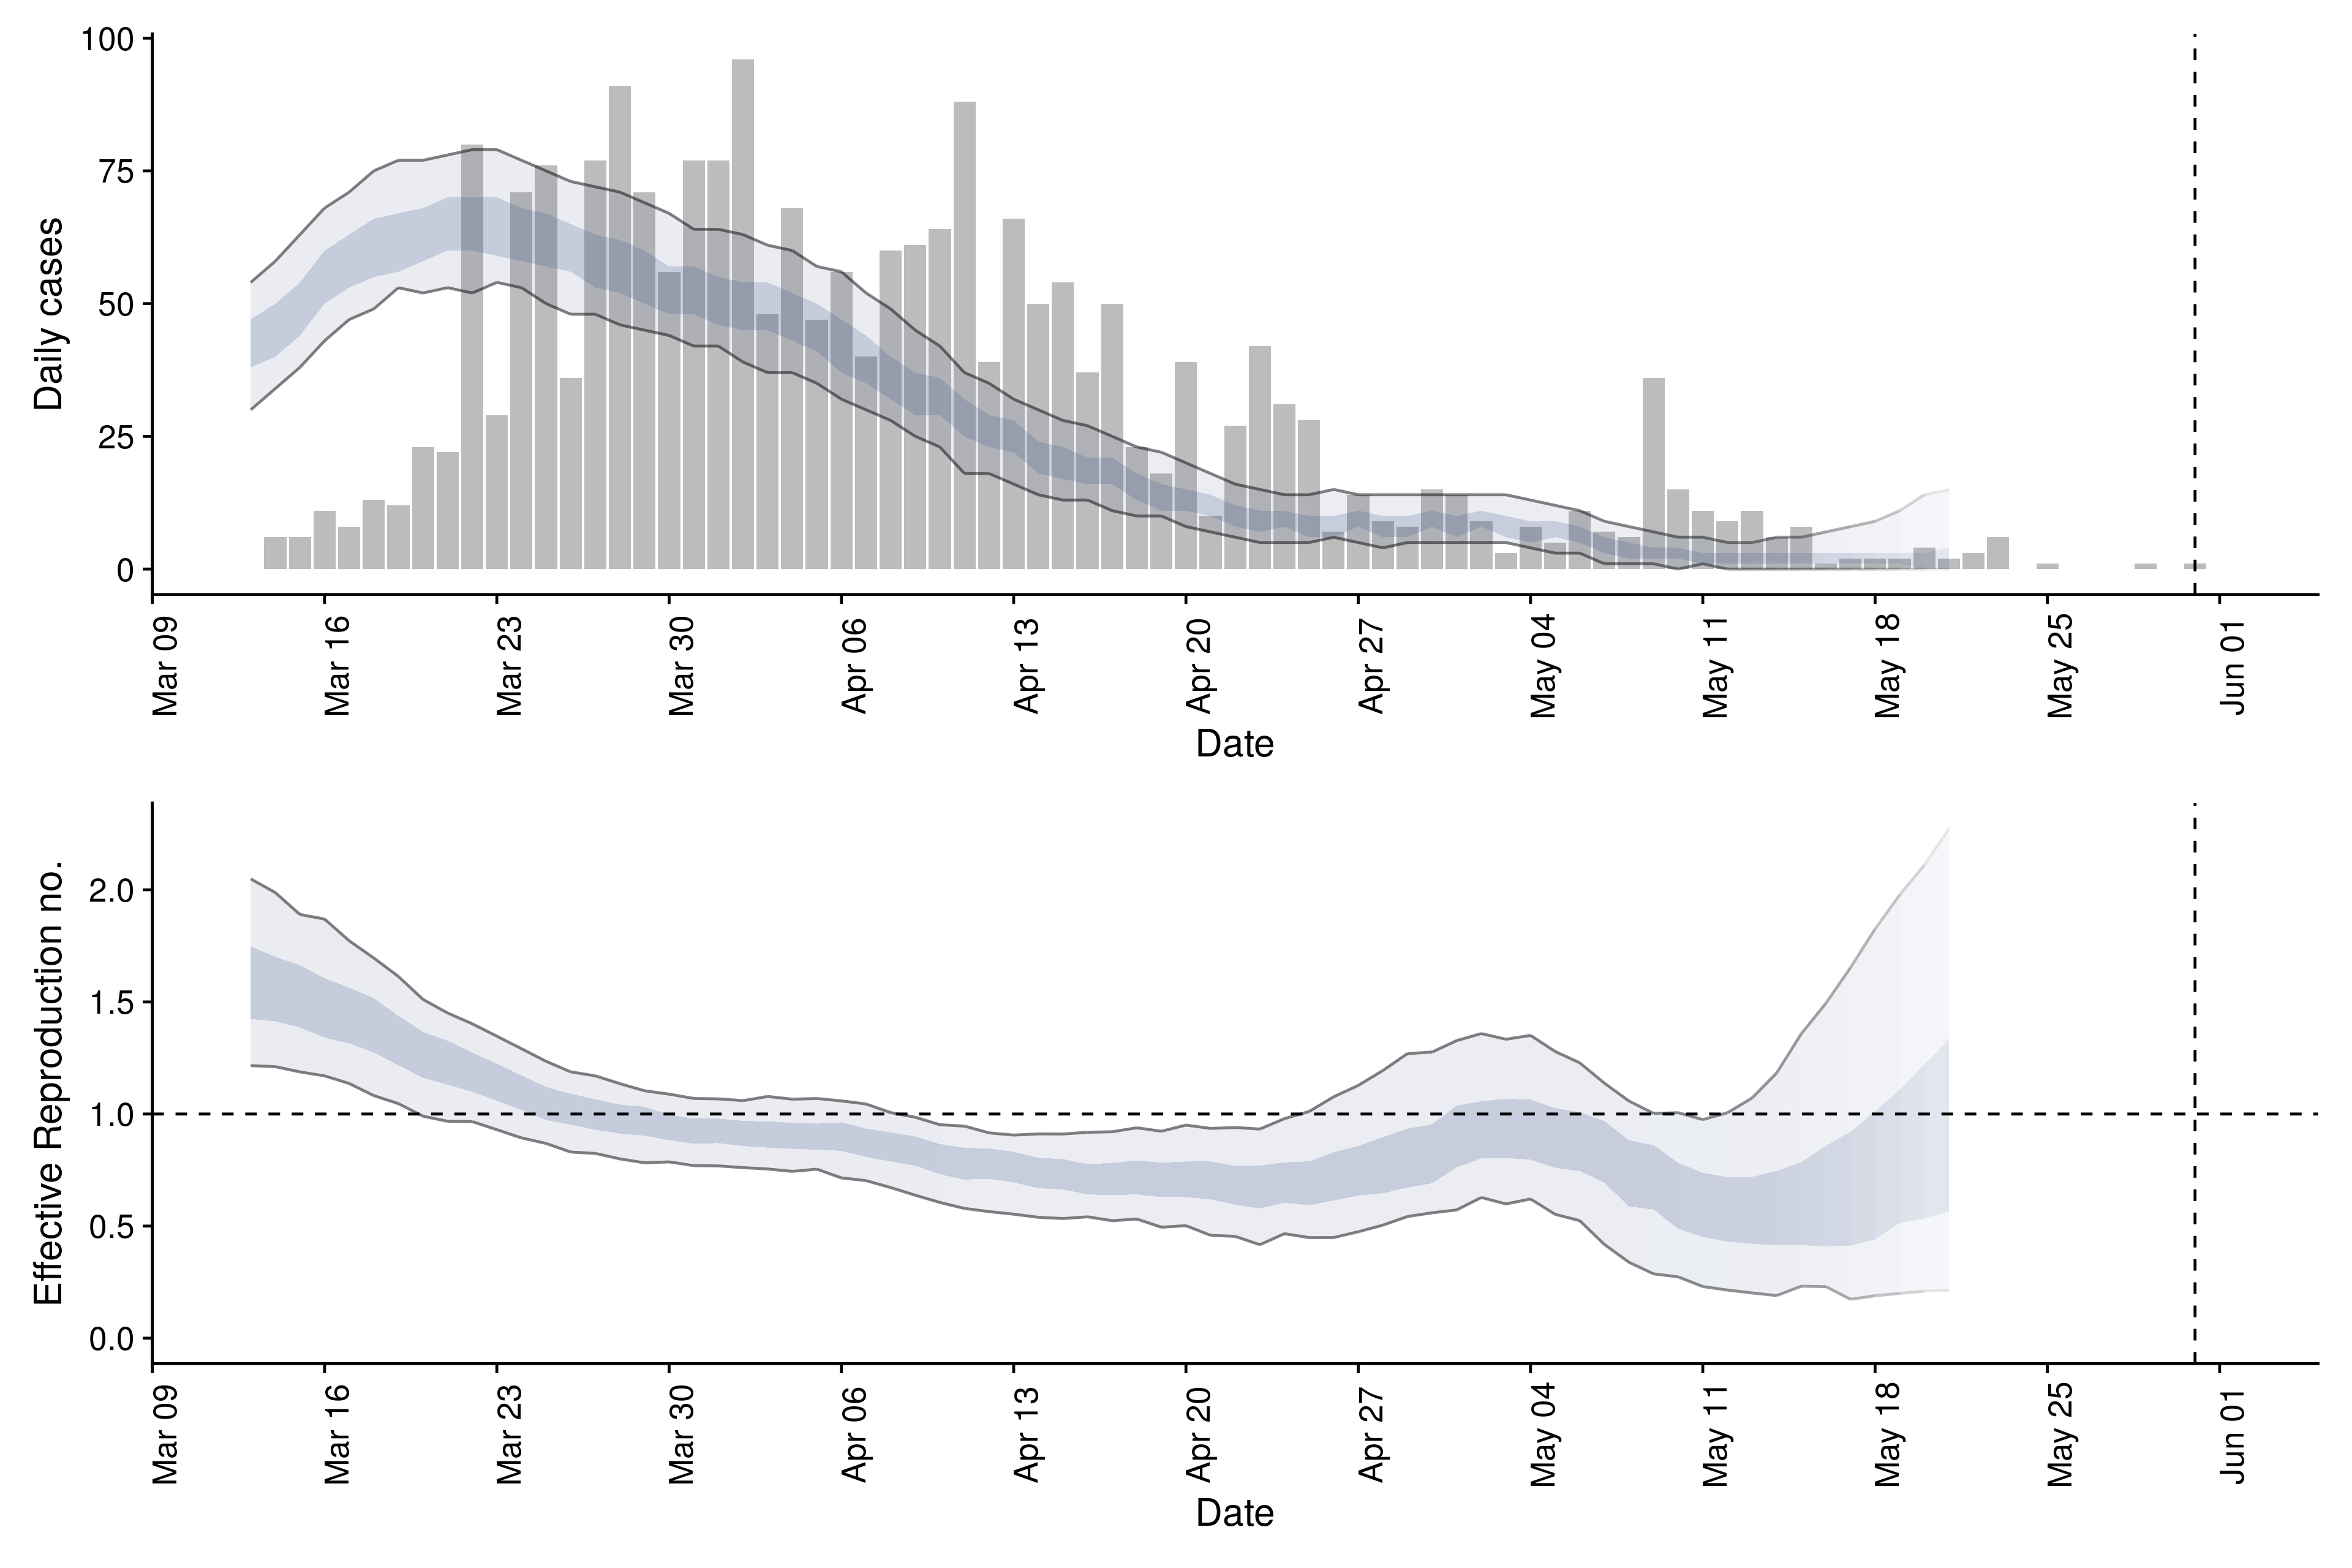 100
75
50
25
0
Daily cases
Mar 09
Mar 16
Mar 23
Mar 30
Apr 06
Apr 13
Apr 20
Apr 27
May 04
May 11
May 18
May 25
Jun 01
Date
2.0
1.5
1.0
0.5
0.0
Effective Reproduction no.
Mar 09
Mar 16
Mar 23
Mar 30
Apr 06
Apr 13
Apr 20
Apr 27
May 04
May 11
May 18
May 25
Jun 01
Date